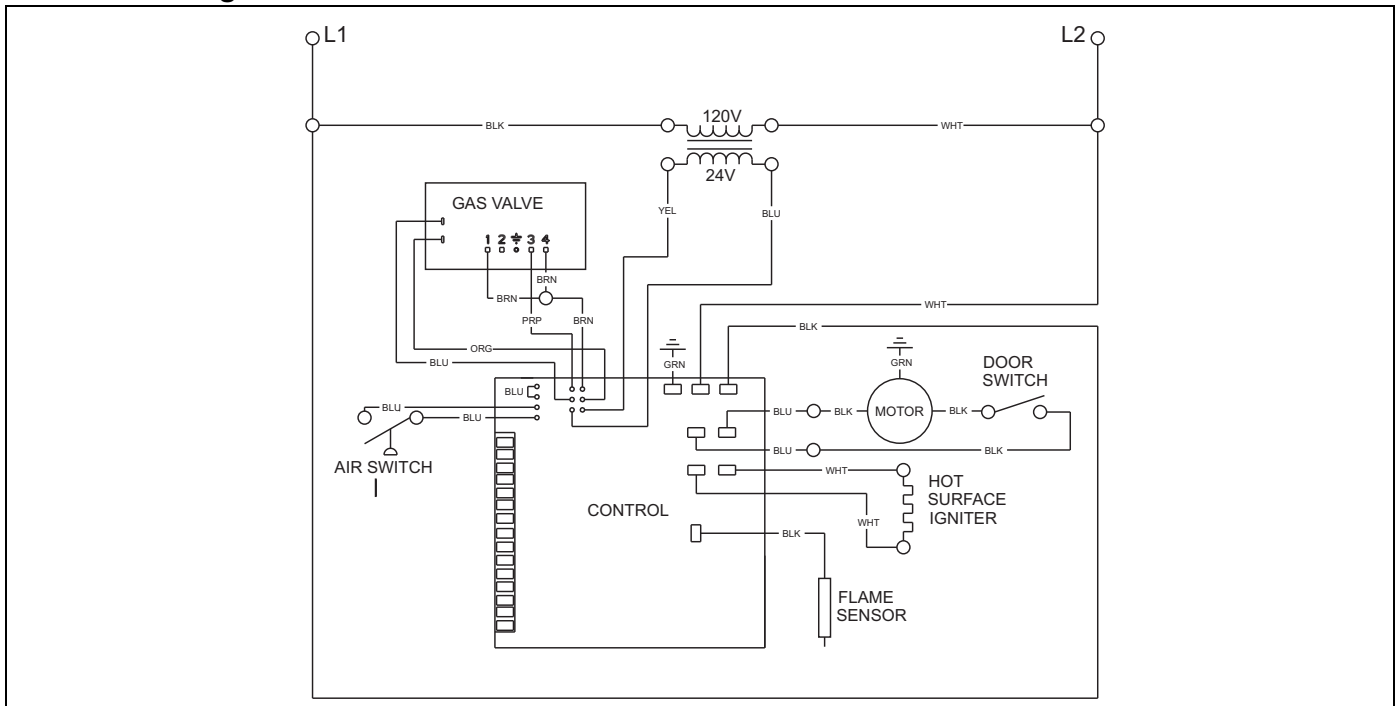 g
L1
L2
120V
BLK
WHT
24V
GAS VALVE
YEL
BLU
1 2 3 4
BRN
BRN
WHT
PRP
BRN
BLK
ORG
GRN
GRN
DOOR
SWITCH
BLU
BLU
BLU
BLU
BLU
BLK
MOTOR
BLK
BLU
BLK
AIR SWITCH
WHT
HOT
SURFACE
IGNITER
CONTROL
WHT
BLK
FLAME
SENSOR